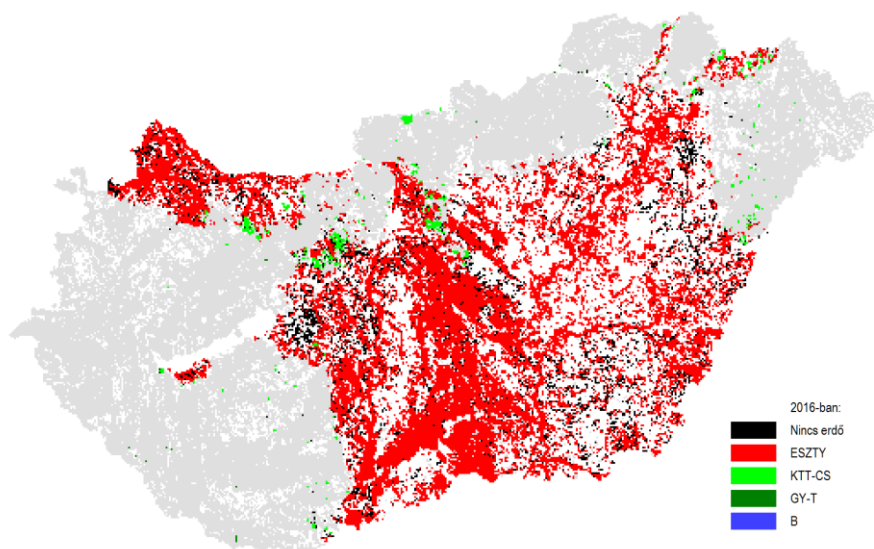 2016-ban:
Nincs erdő
ESZTY
KTT-CS
GY-T
B